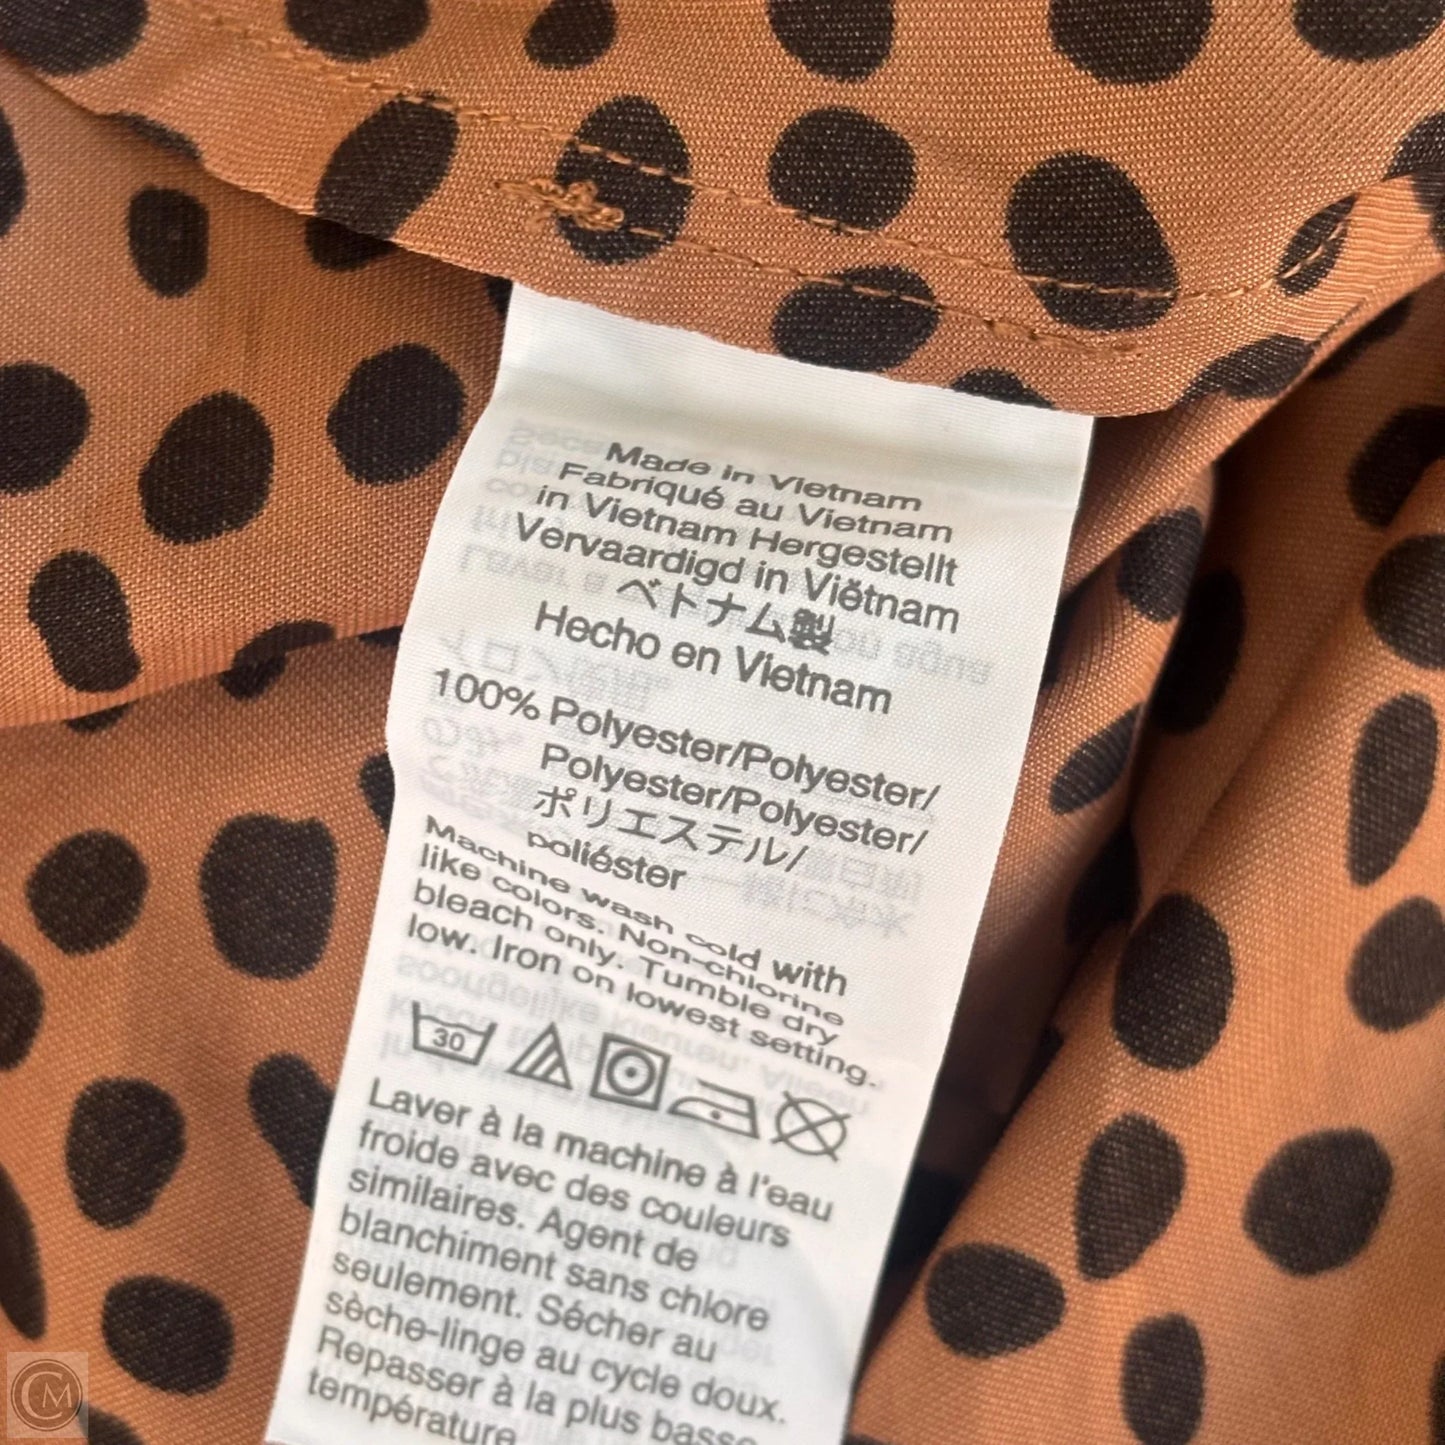 Made in Vietnam
Fabriqué au Vietnam
in Vietnam Hergestellt
Vervaardigd in Viëtnam
ベトナム製
Hecho en Vietnam
100% Polyester/Polyester/
Polyester/Polyester/
ポリエステル/
poliéster
Machine wash cold with
like colors. Non-chlorine
bleach only. Tumble dry
low. Iron on lowest setting.
30
Laver à la machine à l'eau
froide avec des couleurs
similaires. Agent de
blanchiment sans chlore
seulement. Sécher au
sèche-linge au cycle doux.
Repasser à la plus basse
température
CM